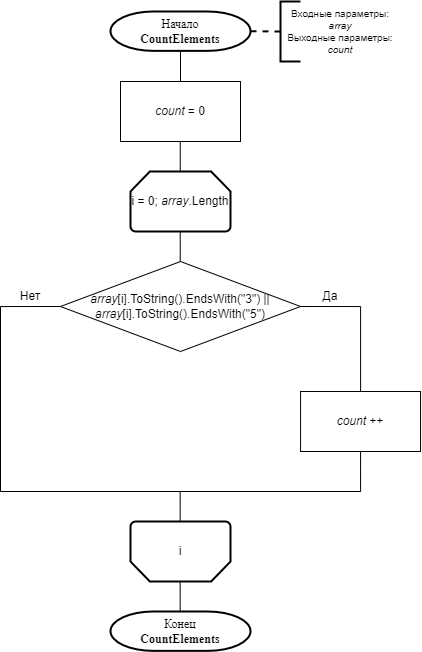 Начало
CountElements
Входные параметры:
array
Выходные параметры:
count
count = 0
i = 0; array.Length
array[i].ToString().EndsWith("3") ||
array[i].ToString().EndsWith("5")
Нет
Да
count ++
i
Конец
CountElements